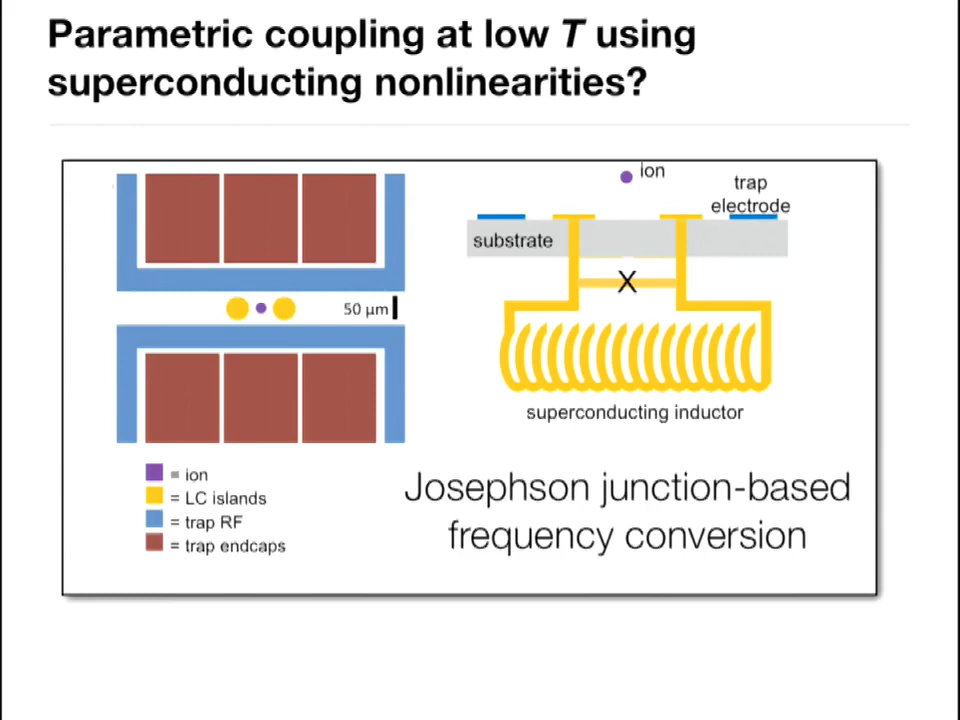 Parametric coupling at low T using
superconducting nonlinearities?
ion
trap
electrode
substrate
X
50 µm
superconducting inductor
= ion
= LC islands
= trap RF
= trap endcaps
Josephson junction-based
frequency conversion